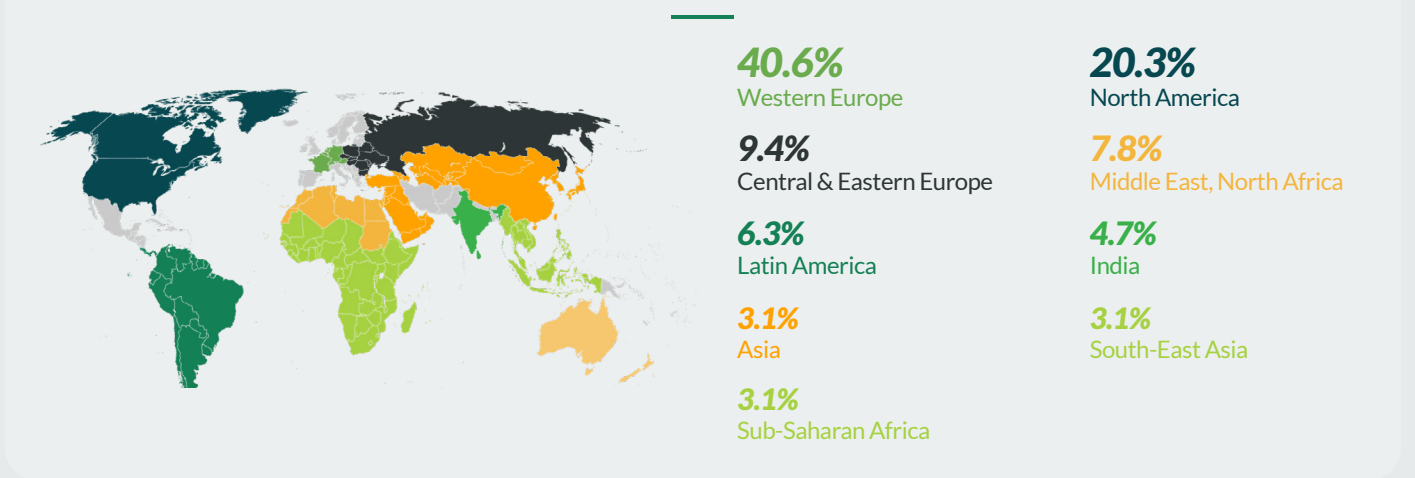 40.6%
Western Europe
20.3%
North America
9.4%
Central & Eastern Europe
7.8%
Middle East, North Africa
6.3%
Latin America
4.7%
India
3.1%
Asia
3.1%
South-East Asia
3.1%
Sub-Saharan Africa